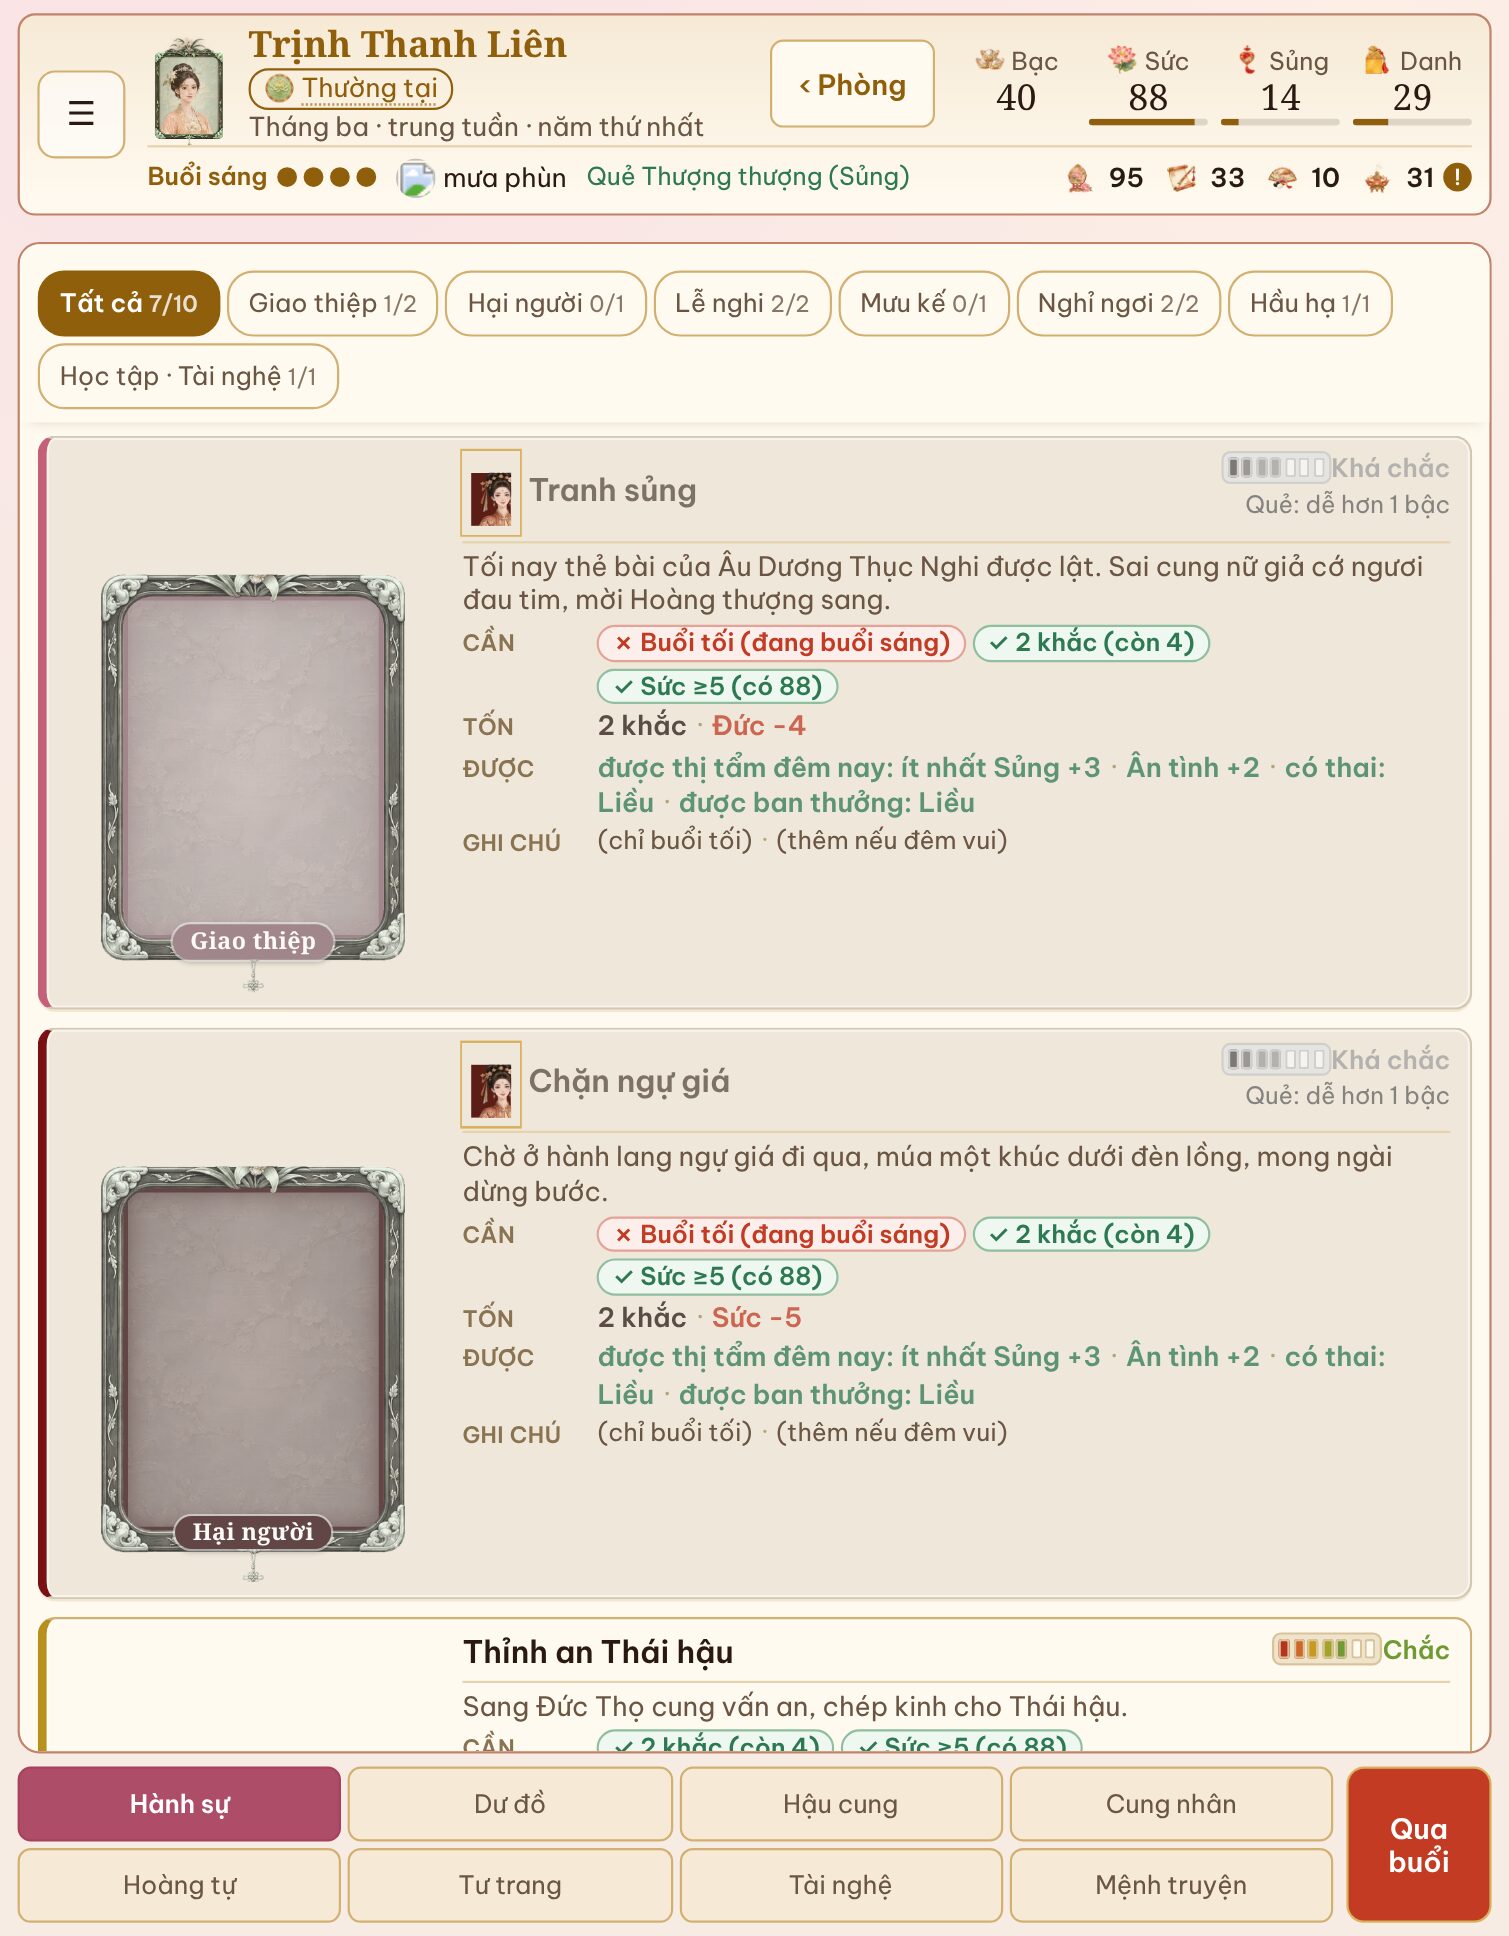 ☰
Trịnh Thanh Liên
Thường tại
Tháng ba · trung tuần · năm thứ nhất
‹ Phòng
Bạc Sức Sủng Danh
40 88 14 29
Buổi sáng mưa phùn Quẻ Thượng thượng (Sủng) 95 33 10 31 !
Tất cả 7/10 Giao thiệp 1/2 Hại người 0/1 Lễ nghi 2/2 Mưu kế 0/1 Nghỉ ngơi 2/2 Hầu hạ 1/1
Học tập · Tài nghệ 1/1
Tranh sủng Khá chắc
Quẻ: dễ hơn 1 bậc
Tối nay thẻ bài của Âu Dương Thục Nghi được lật. Sai cung nữ giả cớ ngươi
đau tim, mời Hoàng thượng sang.
CẦN × Buổi tối (đang buổi sáng) ✓ 2 khắc (còn 4)
✓ Sức ≥5 (có 88)
TỐN 2 khắc · Đức -4
ĐƯỢC được thị tẩm đêm nay: ít nhất Sủng +3 · Ân tình +2 · có thai:
Liều · được ban thưởng: Liều
GHI CHÚ (chỉ buổi tối) · (thêm nếu đêm vui)
Giao thiệp
Chặn ngự giá Khá chắc
Quẻ: dễ hơn 1 bậc
Chờ ở hành lang ngự giá đi qua, múa một khúc dưới đèn lồng, mong ngài
dừng bước.
CẦN × Buổi tối (đang buổi sáng) ✓ 2 khắc (còn 4)
✓ Sức ≥5 (có 88)
TỐN 2 khắc · Sức -5
ĐƯỢC được thị tẩm đêm nay: ít nhất Sủng +3 · Ân tình +2 · có thai:
Liều · được ban thưởng: Liều
GHI CHÚ (chỉ buổi tối) · (thêm nếu đêm vui)
Hại người
Thỉnh an Thái hậu Chắc
Sang Đức Thọ cung vấn an, chép kinh cho Thái hậu.
CẦN ✓ 2 khắc (còn 4) ✓ Sức ≥5 (có 88)
Hành sự Dư đồ Hậu cung Cung nhân
Hoàng tự Tư trang Tài nghệ Mệnh truyện
Qua
buổi